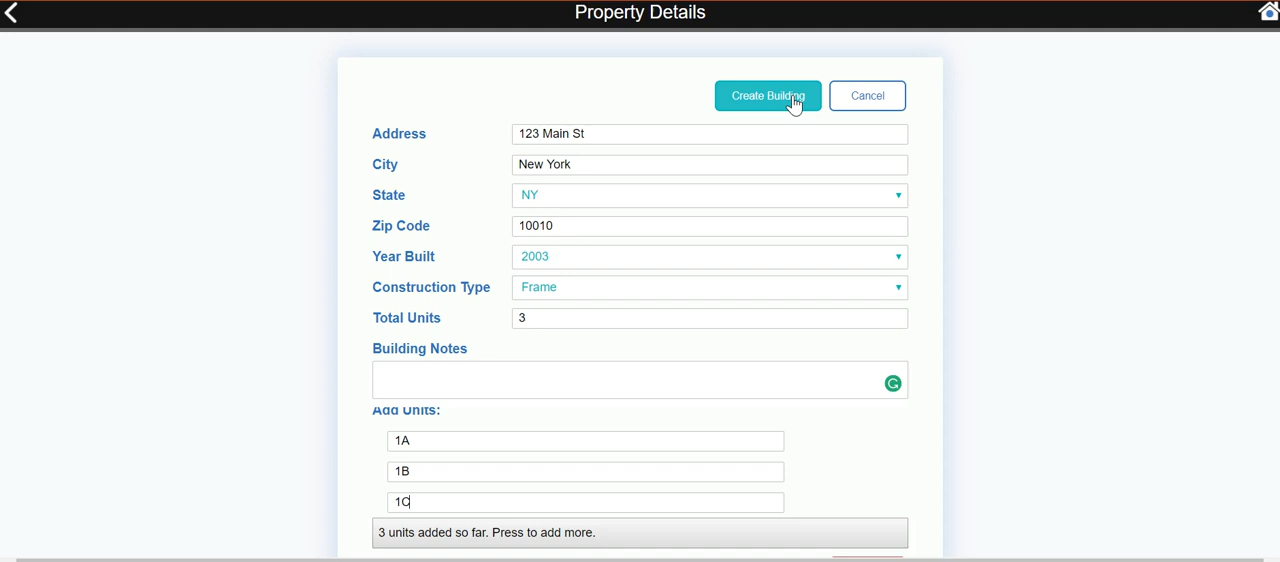 Property Details
Create Building Cancel
Address 123 Main St
City New York
State NY
Zip Code 10010
Year Built 2003
Construction Type Frame
Total Units 3
Building Notes
Add Units:
1A
1B
1C
3 units added so far. Press to add more.